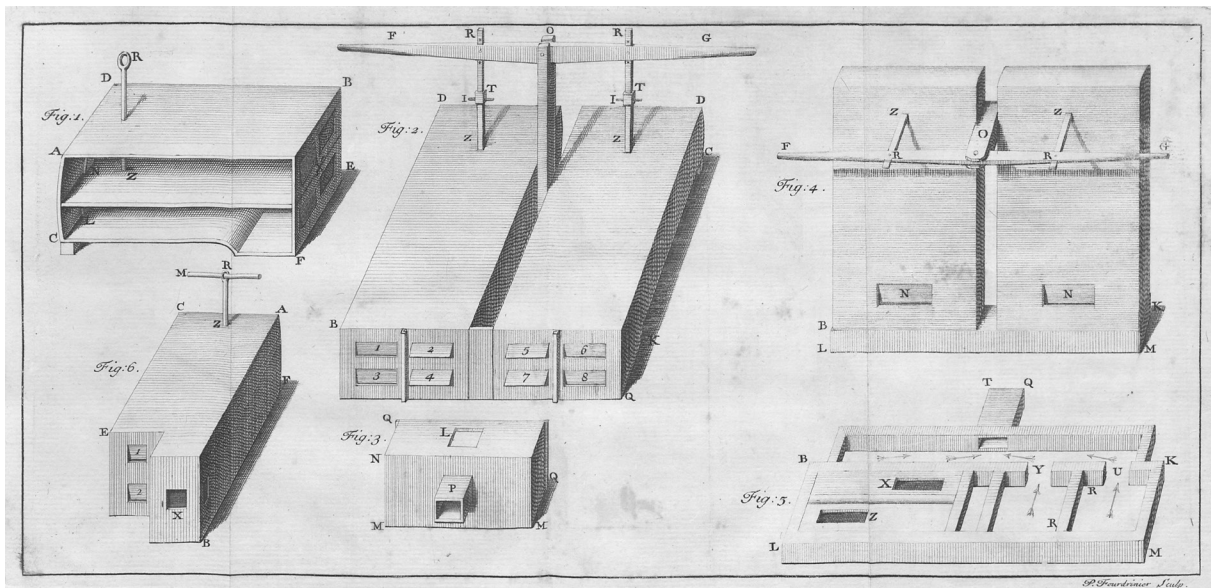 Fig:1.
D R B
A N Z E
L
C F
Fig:2.
F R O R G
D I T I T D
Z Z C
B K
1 2 5 6
3 4 7 8
Q
Fig:3.
Q L
N
P Q
M M
Fig:4.
Z O Z
F R R G
N N
B K
L M
Fig:5.
T Q
B Y U K
X R
Z R
L M
Fig:6.
M R
C Z A
F
E
1
2
X
B
P. Fourdrinier Sculp.